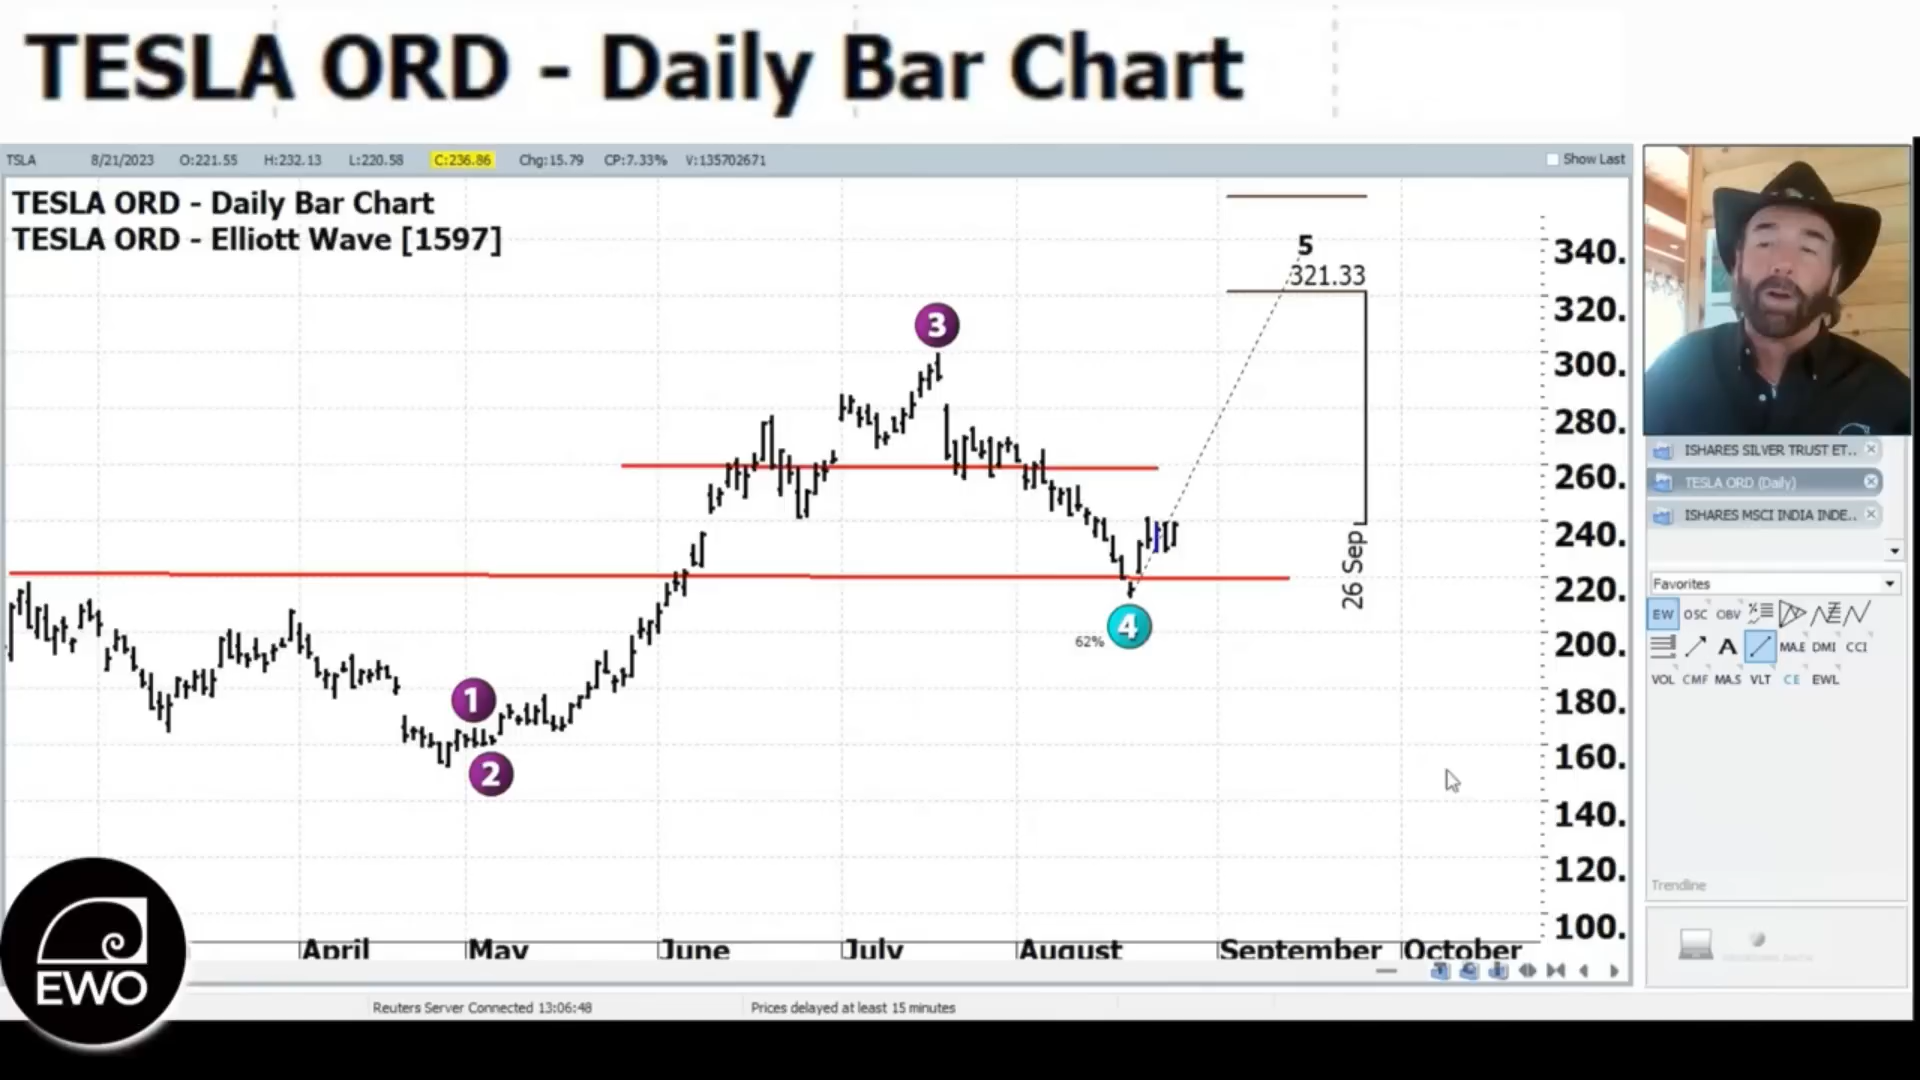 TESLA ORD - Daily Bar Chart
TSLA 8/21/2023 O:221.55 H:232.13 L:220.58 C:236.86 Chg:15.79 CP:7.33% V:135702671 Show Last
TESLA ORD - Daily Bar Chart
TESLA ORD - Elliott Wave [1597]
5
321.33
340.
320.
300.
280.
260.
240.
220.
200.
180.
160.
140.
120.
100.
3
26 Sep
4
62%
1
2
April May June July August September October
EWO
Reuters Server Connected 13:06:48 Prices delayed at least 15 minutes
ISHARES SILVER TRUST ET..
TESLA ORD (Daily)
ISHARES MSCI INDIA INDE..
Favorites
EW OSC OBV
A MA.E DMI CCI
VOL CMF MA.S VLT CE EWL
Trendline